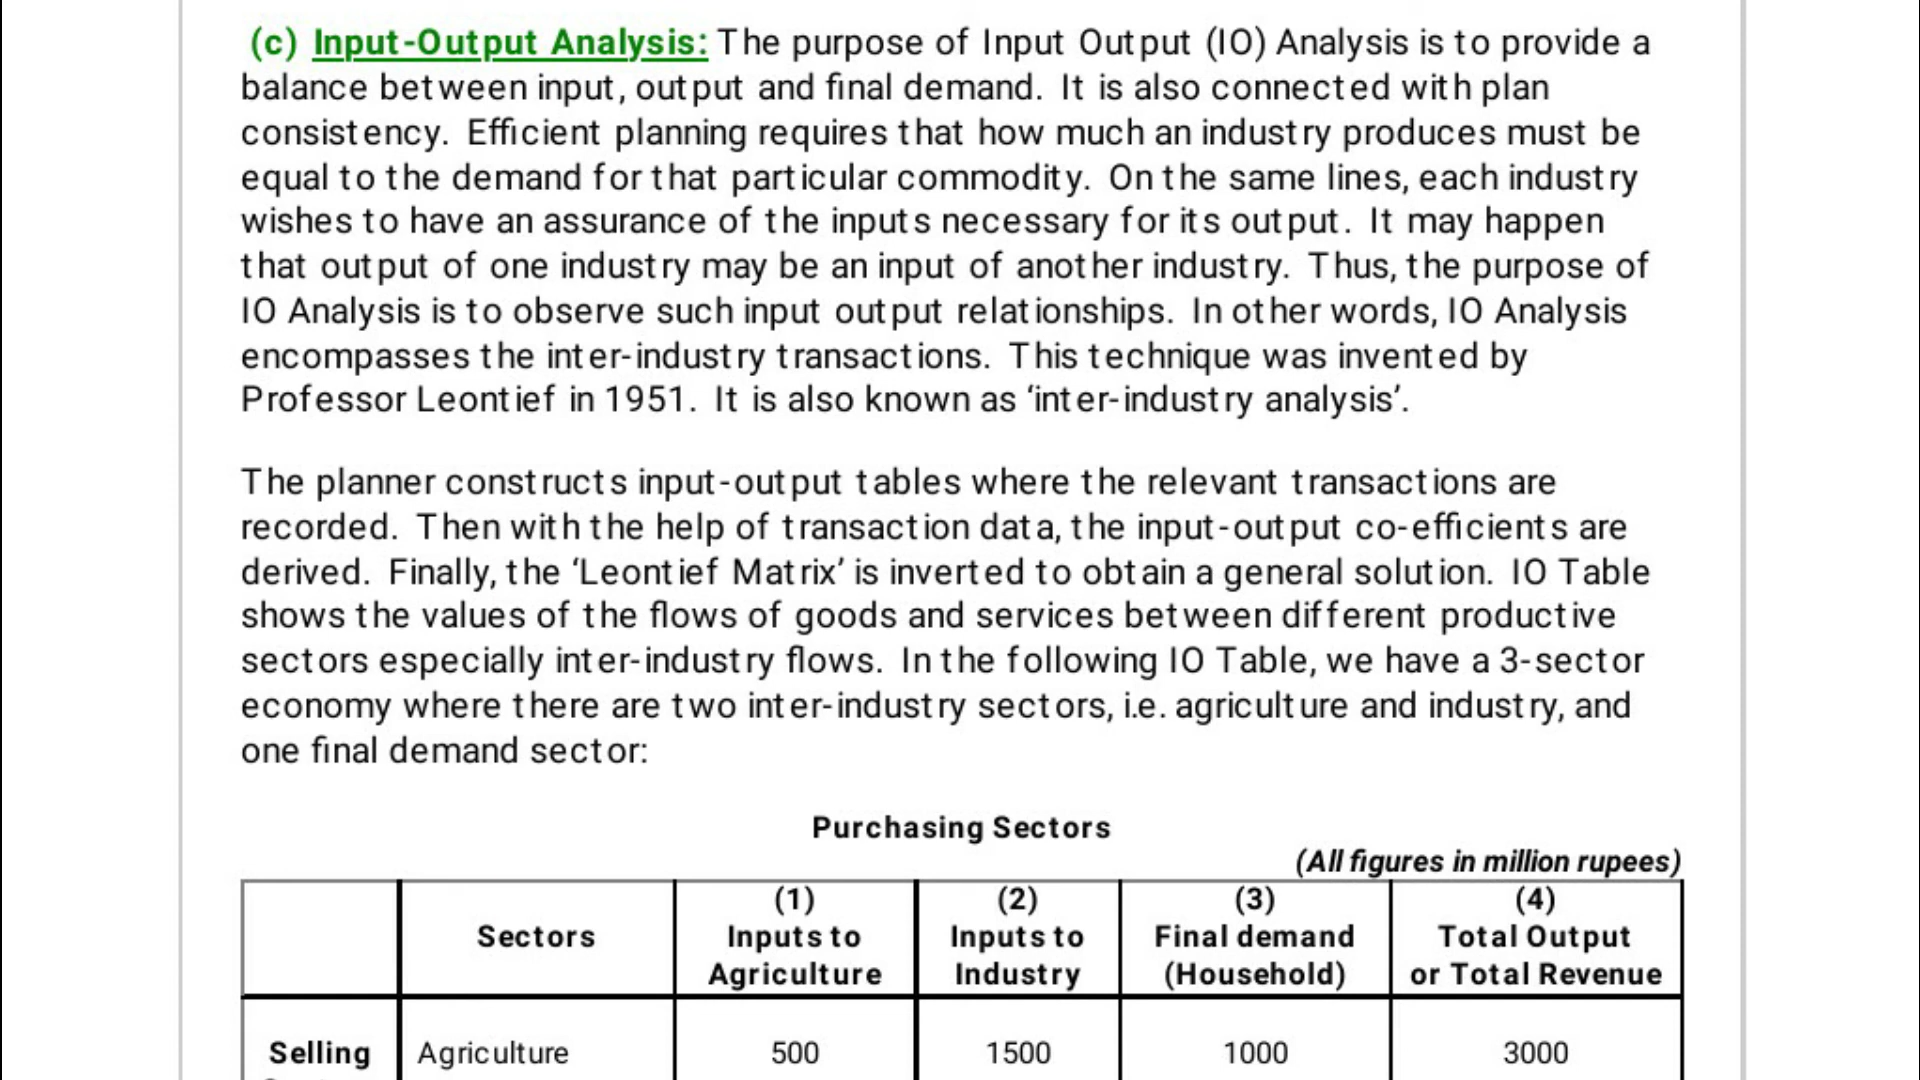 (c) Input-Output Analysis: The purpose of Input Output (IO) Analysis is to provide a
balance between input, output and final demand. It is also connected with plan
consistency. Efficient planning requires that how much an industry produces must be
equal to the demand for that particular commodity. On the same lines, each industry
wishes to have an assurance of the inputs necessary for its output. It may happen
that output of one industry may be an input of another industry. Thus, the purpose of
IO Analysis is to observe such input output relationships. In other words, IO Analysis
encompasses the inter-industry transactions. This technique was invented by
Professor Leontief in 1951. It is also known as ‘inter-industry analysis’.
The planner constructs input-output tables where the relevant transactions are
recorded. Then with the help of transaction data, the input-output co-efficients are
derived. Finally, the ‘Leontief Matrix’ is inverted to obtain a general solution. IO Table
shows the values of the flows of goods and services between different productive
sectors especially inter-industry flows. In the following IO Table, we have a 3-sector
economy where there are two inter-industry sectors, i.e. agriculture and industry, and
one final demand sector:
Purchasing Sectors
(All figures in million rupees)
Sectors
(1)
Inputs to
Agriculture
(2)
Inputs to
Industry
(3)
Final demand
(Household)
(4)
Total Output
or Total Revenue
Selling
Agriculture
500
1500
1000
3000